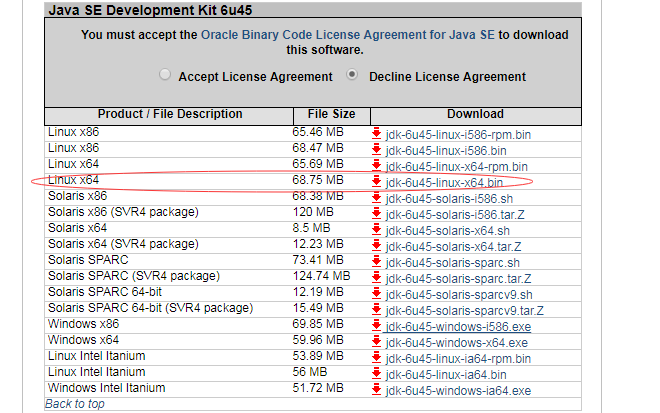 Java SE Development Kit 6u45
You must accept the Oracle Binary Code License Agreement for Java SE to download
this software.
Accept License Agreement Decline License Agreement
Product / File Description File Size Download
Linux x86 65.46 MB jdk-6u45-linux-i586-rpm.bin
Linux x86 68.47 MB jdk-6u45-linux-i586.bin
Linux x64 65.69 MB jdk-6u45-linux-x64-rpm.bin
Linux x64 68.75 MB jdk-6u45-linux-x64.bin
Solaris x86 68.38 MB jdk-6u45-solaris-i586.sh
Solaris x86 (SVR4 package) 120 MB jdk-6u45-solaris-i586.tar.Z
Solaris x64 8.5 MB jdk-6u45-solaris-x64.sh
Solaris x64 (SVR4 package) 12.23 MB jdk-6u45-solaris-x64.tar.Z
Solaris SPARC 73.41 MB jdk-6u45-solaris-sparc.sh
Solaris SPARC (SVR4 package) 124.74 MB jdk-6u45-solaris-sparc.tar.Z
Solaris SPARC 64-bit 12.19 MB jdk-6u45-solaris-sparcv9.sh
Solaris SPARC 64-bit (SVR4 package) 15.49 MB jdk-6u45-solaris-sparcv9.tar.Z
Windows x86 69.85 MB jdk-6u45-windows-i586.exe
Windows x64 59.96 MB jdk-6u45-windows-x64.exe
Linux Intel Itanium 53.89 MB jdk-6u45-linux-ia64-rpm.bin
Linux Intel Itanium 56 MB jdk-6u45-linux-ia64.bin
Windows Intel Itanium 51.72 MB jdk-6u45-windows-ia64.exe
Back to top